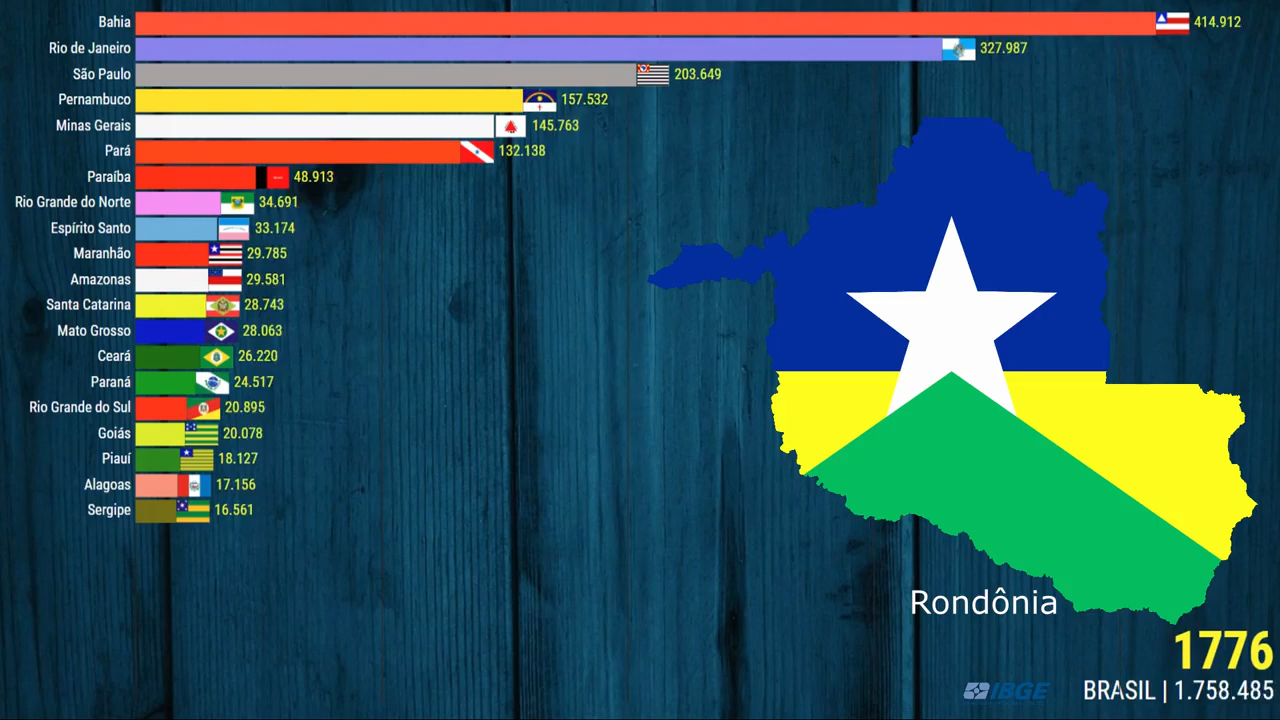 Bahia 414.912
Rio de Janeiro 327.987
São Paulo 203.649
Pernambuco 157.532
Minas Gerais 145.763
Pará 132.138
Paraíba 48.913
Rio Grande do Norte 34.691
Espírito Santo 33.174
Maranhão 29.785
Amazonas 29.581
Santa Catarina 28.743
Mato Grosso 28.063
Ceará 26.220
Paraná 24.517
Rio Grande do Sul 20.895
Goiás 20.078
Piauí 18.127
Alagoas 17.156
Sergipe 16.561
Rondônia
1776
IBGE
BRASIL | 1.758.485